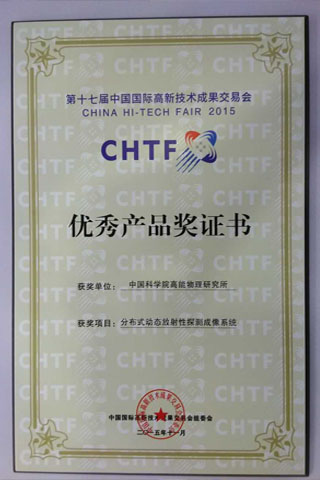 第十七届中国国际高新技术成果交易会
CHINA HI-TECH FAIR 2015
CHTF
优秀产品奖证书
获奖单位：中国科学院高能物理研究所
获奖项目：分布式动态放射性探测成像系统
中国国际高新技术成果交易会组委会
二〇一五年十一月